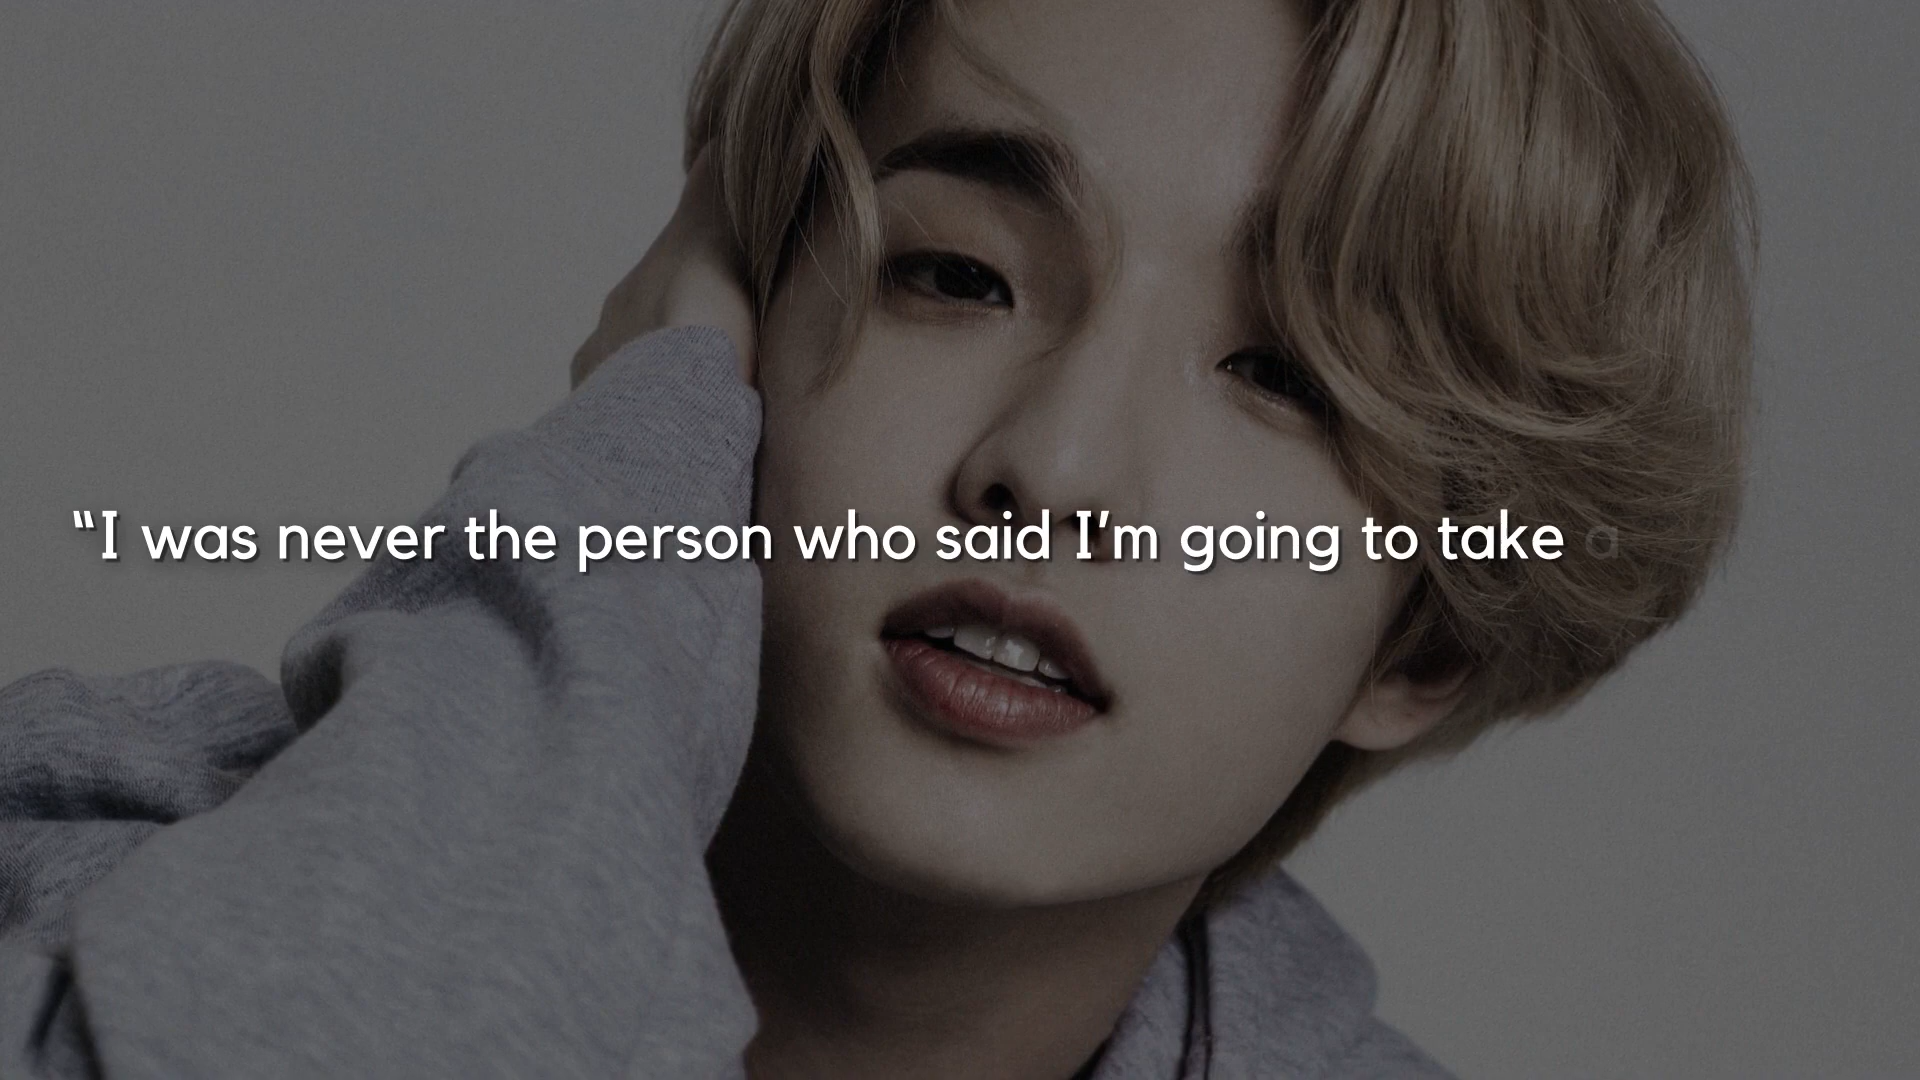 “I was never the person who said I’m going to take a